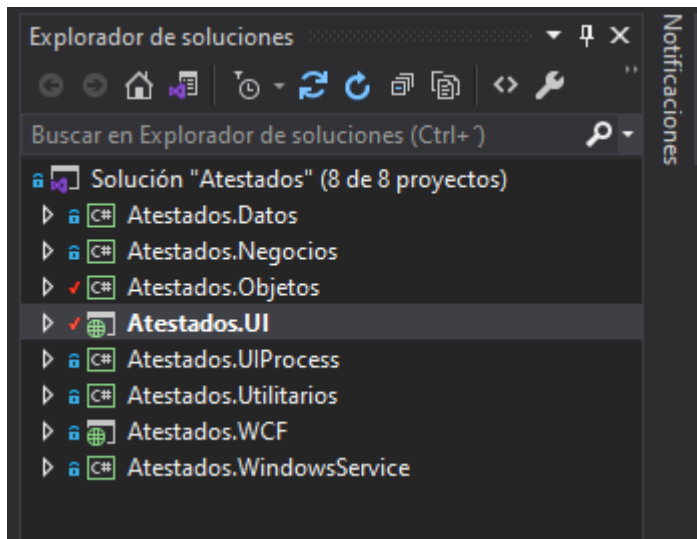 Explorador de soluciones
Notificaciones
Buscar en Explorador de soluciones (Ctrl+´)
Solución "Atestados" (8 de 8 proyectos)
C# Atestados.Datos
C# Atestados.Negocios
C# Atestados.Objetos
Atestados.UI
C# Atestados.UIProcess
C# Atestados.Utilitarios
Atestados.WCF
C# Atestados.WindowsService